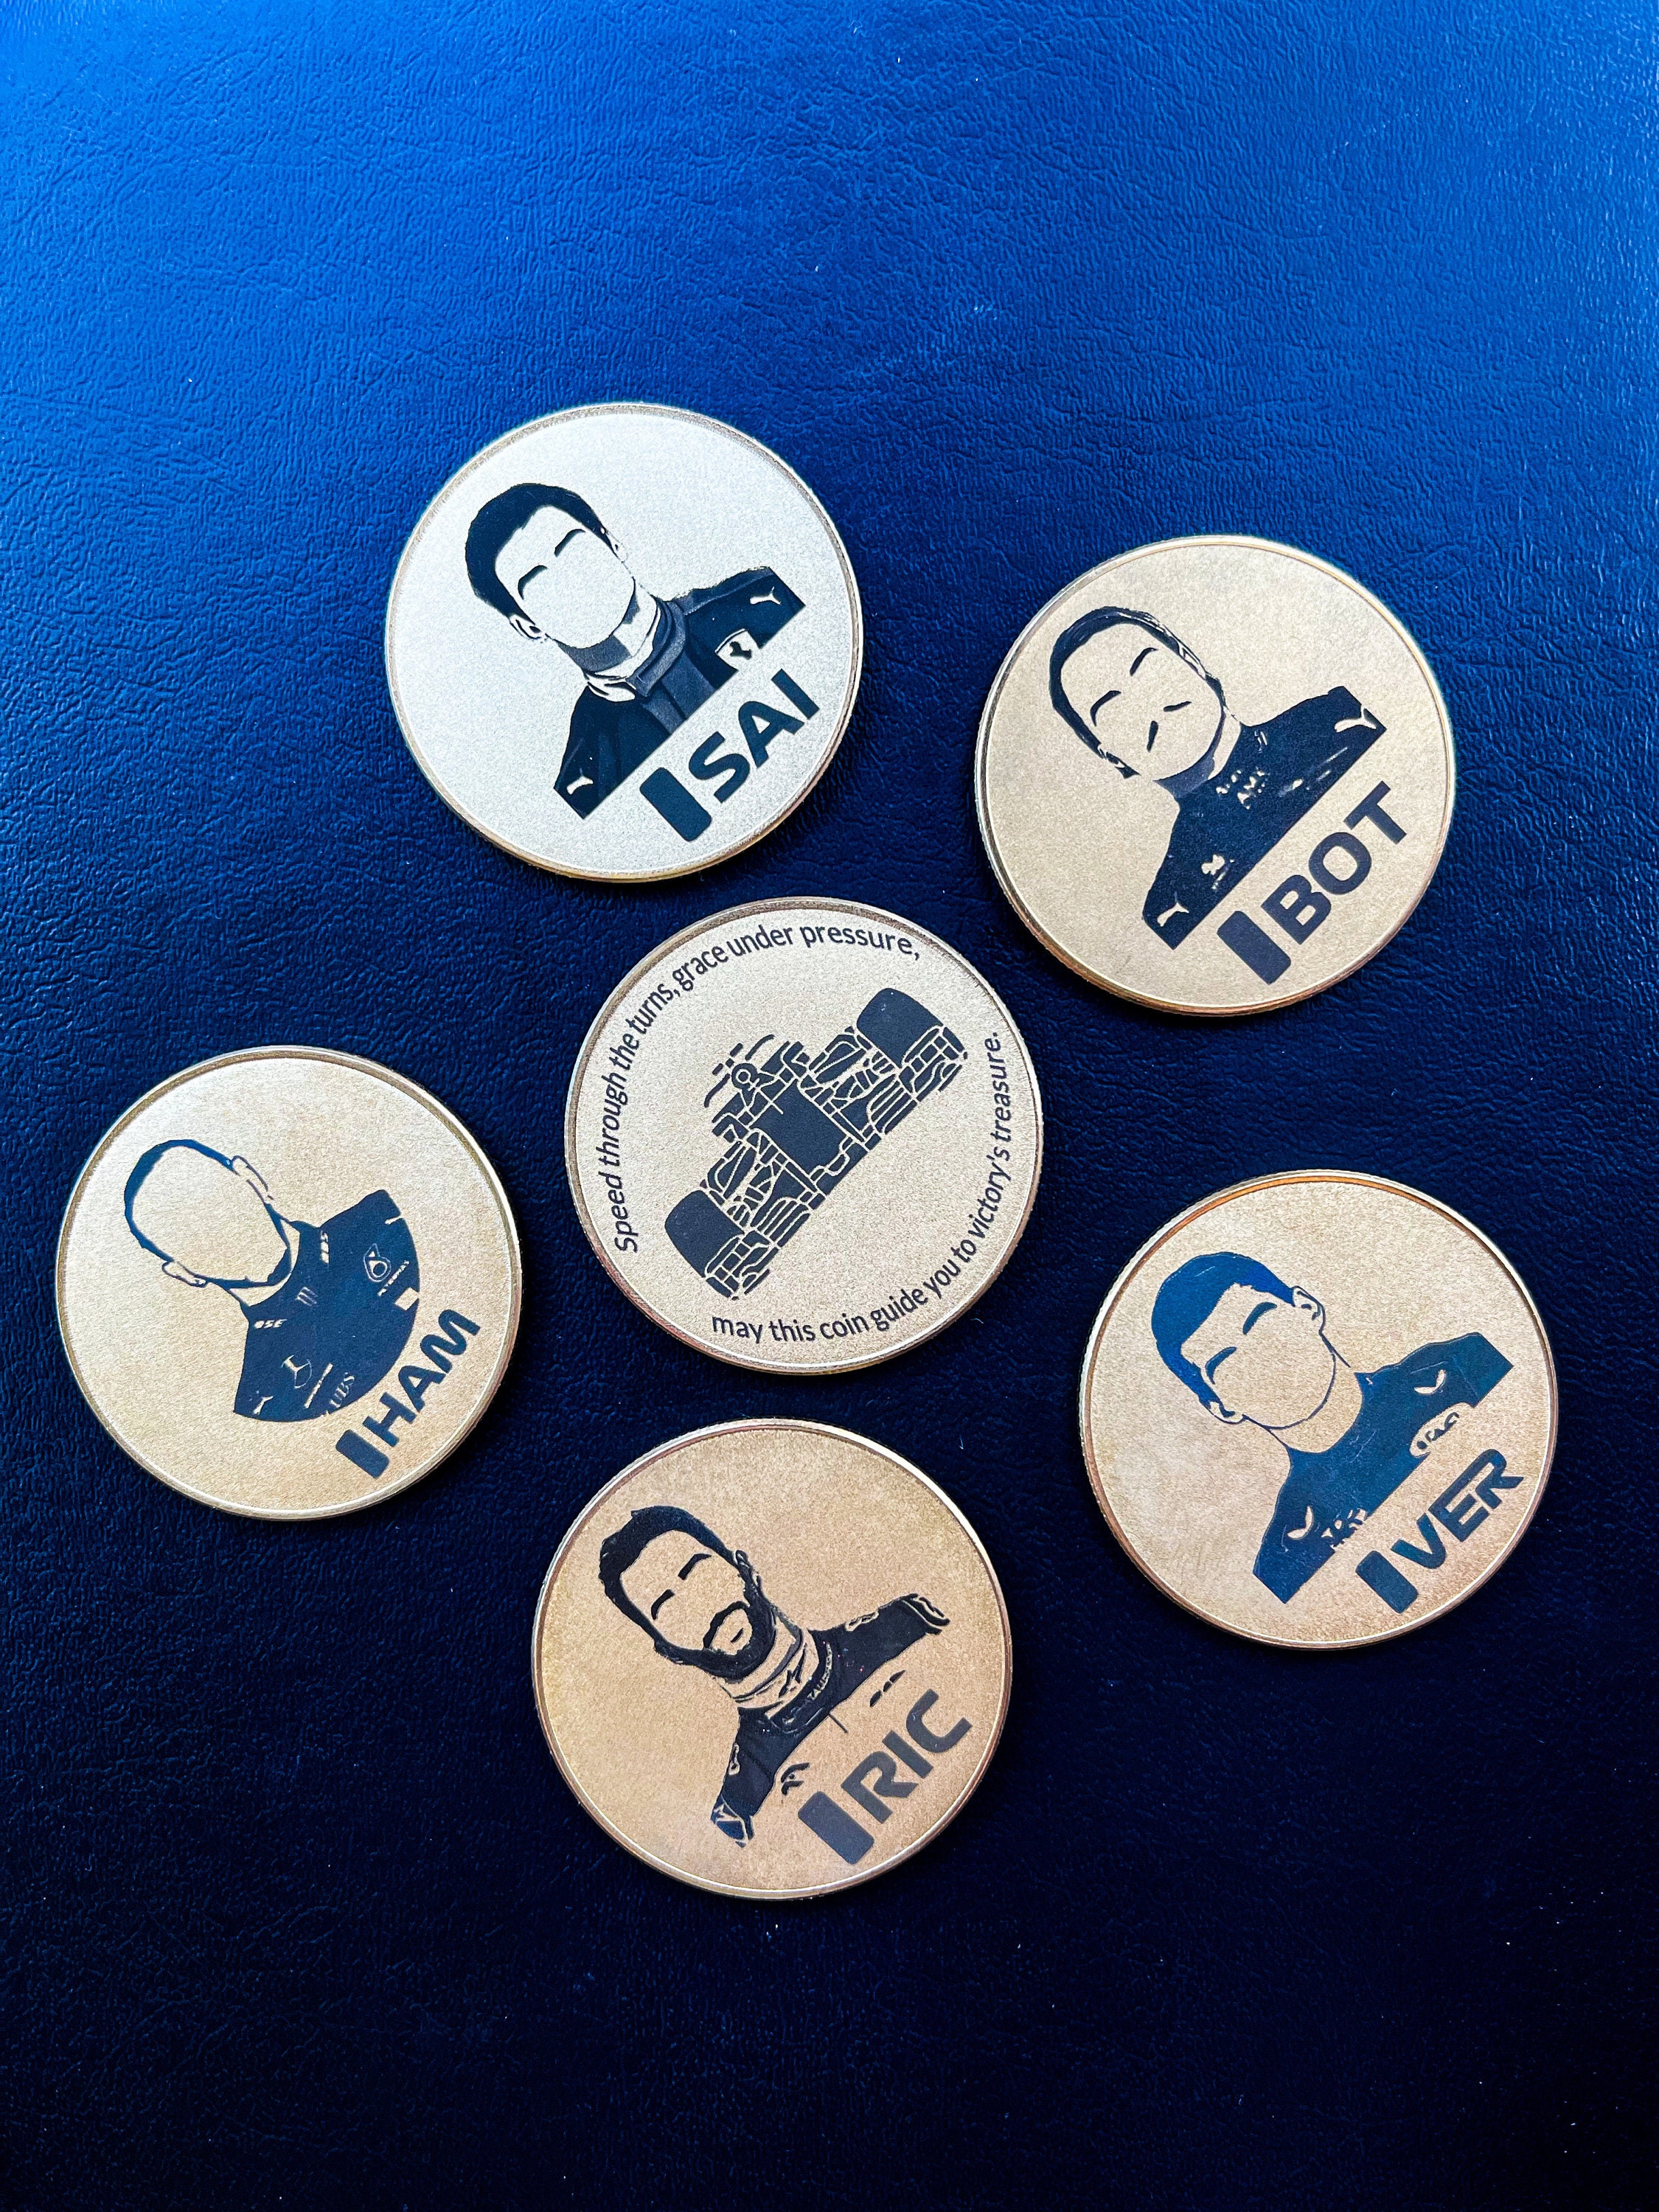 SAI
BOT
Speed through the turns, grace under pressure,
may this coin guide you to victory's treasure.
HAM
VER
RIC